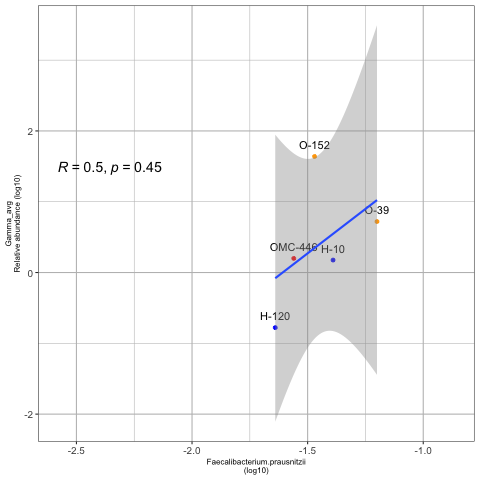 O-152
R = 0.5, p = 0.45
O-39
OMC-446 H-10
H-120
2
0
-2
Gamma_avg
Relative abundance (log10)
-2.5 -2.0 -1.5 -1.0
Faecalibacterium.prausnitzii
(log10)